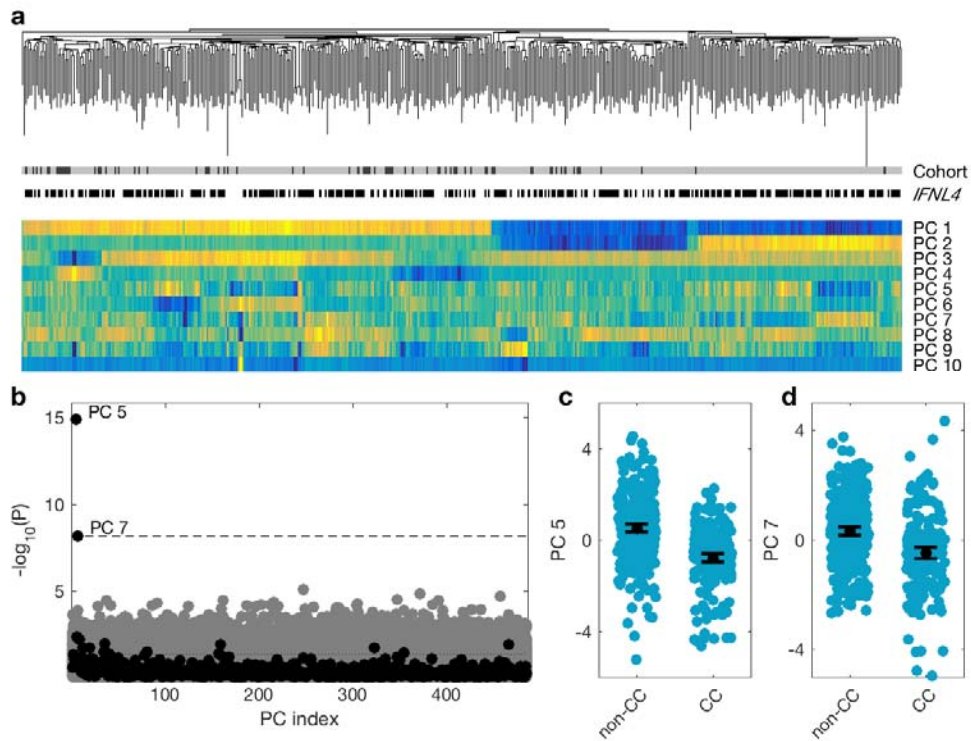 a
Cohort
IFNL4
PC 1
PC 2
PC 3
PC 4
PC 5
PC 6
PC 7
PC 8
PC 9
PC 10
b
15
10
5
-log10(P)
PC 5
PC 7
100
200
300
400
PC index
c
4
0
-4
PC 5
non-CC
CC
d
4
0
-4
PC 7
non-CC
CC